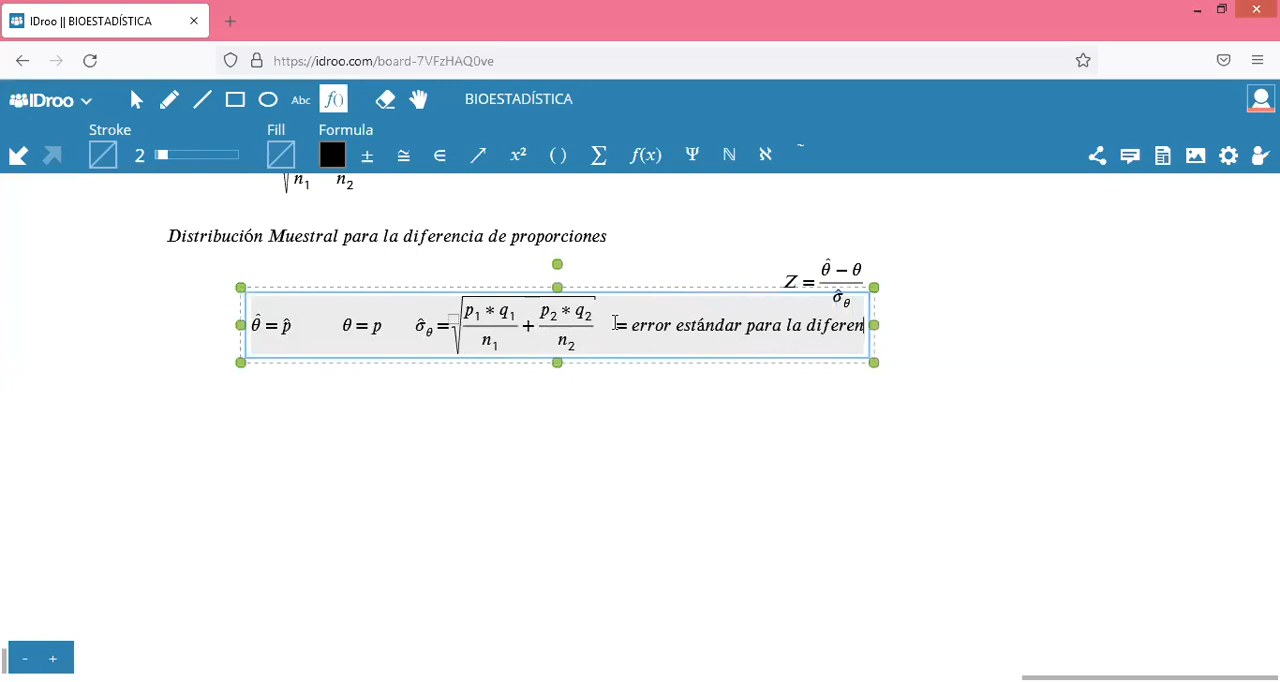 IDroo || BIOESTADÍSTICA
https://idroo.com/board-7VFzHAQ0ve
IDroo
Abc
f()
BIOESTADÍSTICA
Stroke
Fill
Formula
2
± ≅ ∈ ↗ x² ( ) ∑ f(x) Ψ ℕ ℵ ~
√ n₁ n₂
Distribución Muestral para la diferencia de proporciones
Z = (θ̂ − θ) / σ̂_θ
θ̂ = p̂ θ = p σ̂_θ = √((p₁ * q₁)/n₁ + (p₂ * q₂)/n₂) = error estándar para la diferen
- +